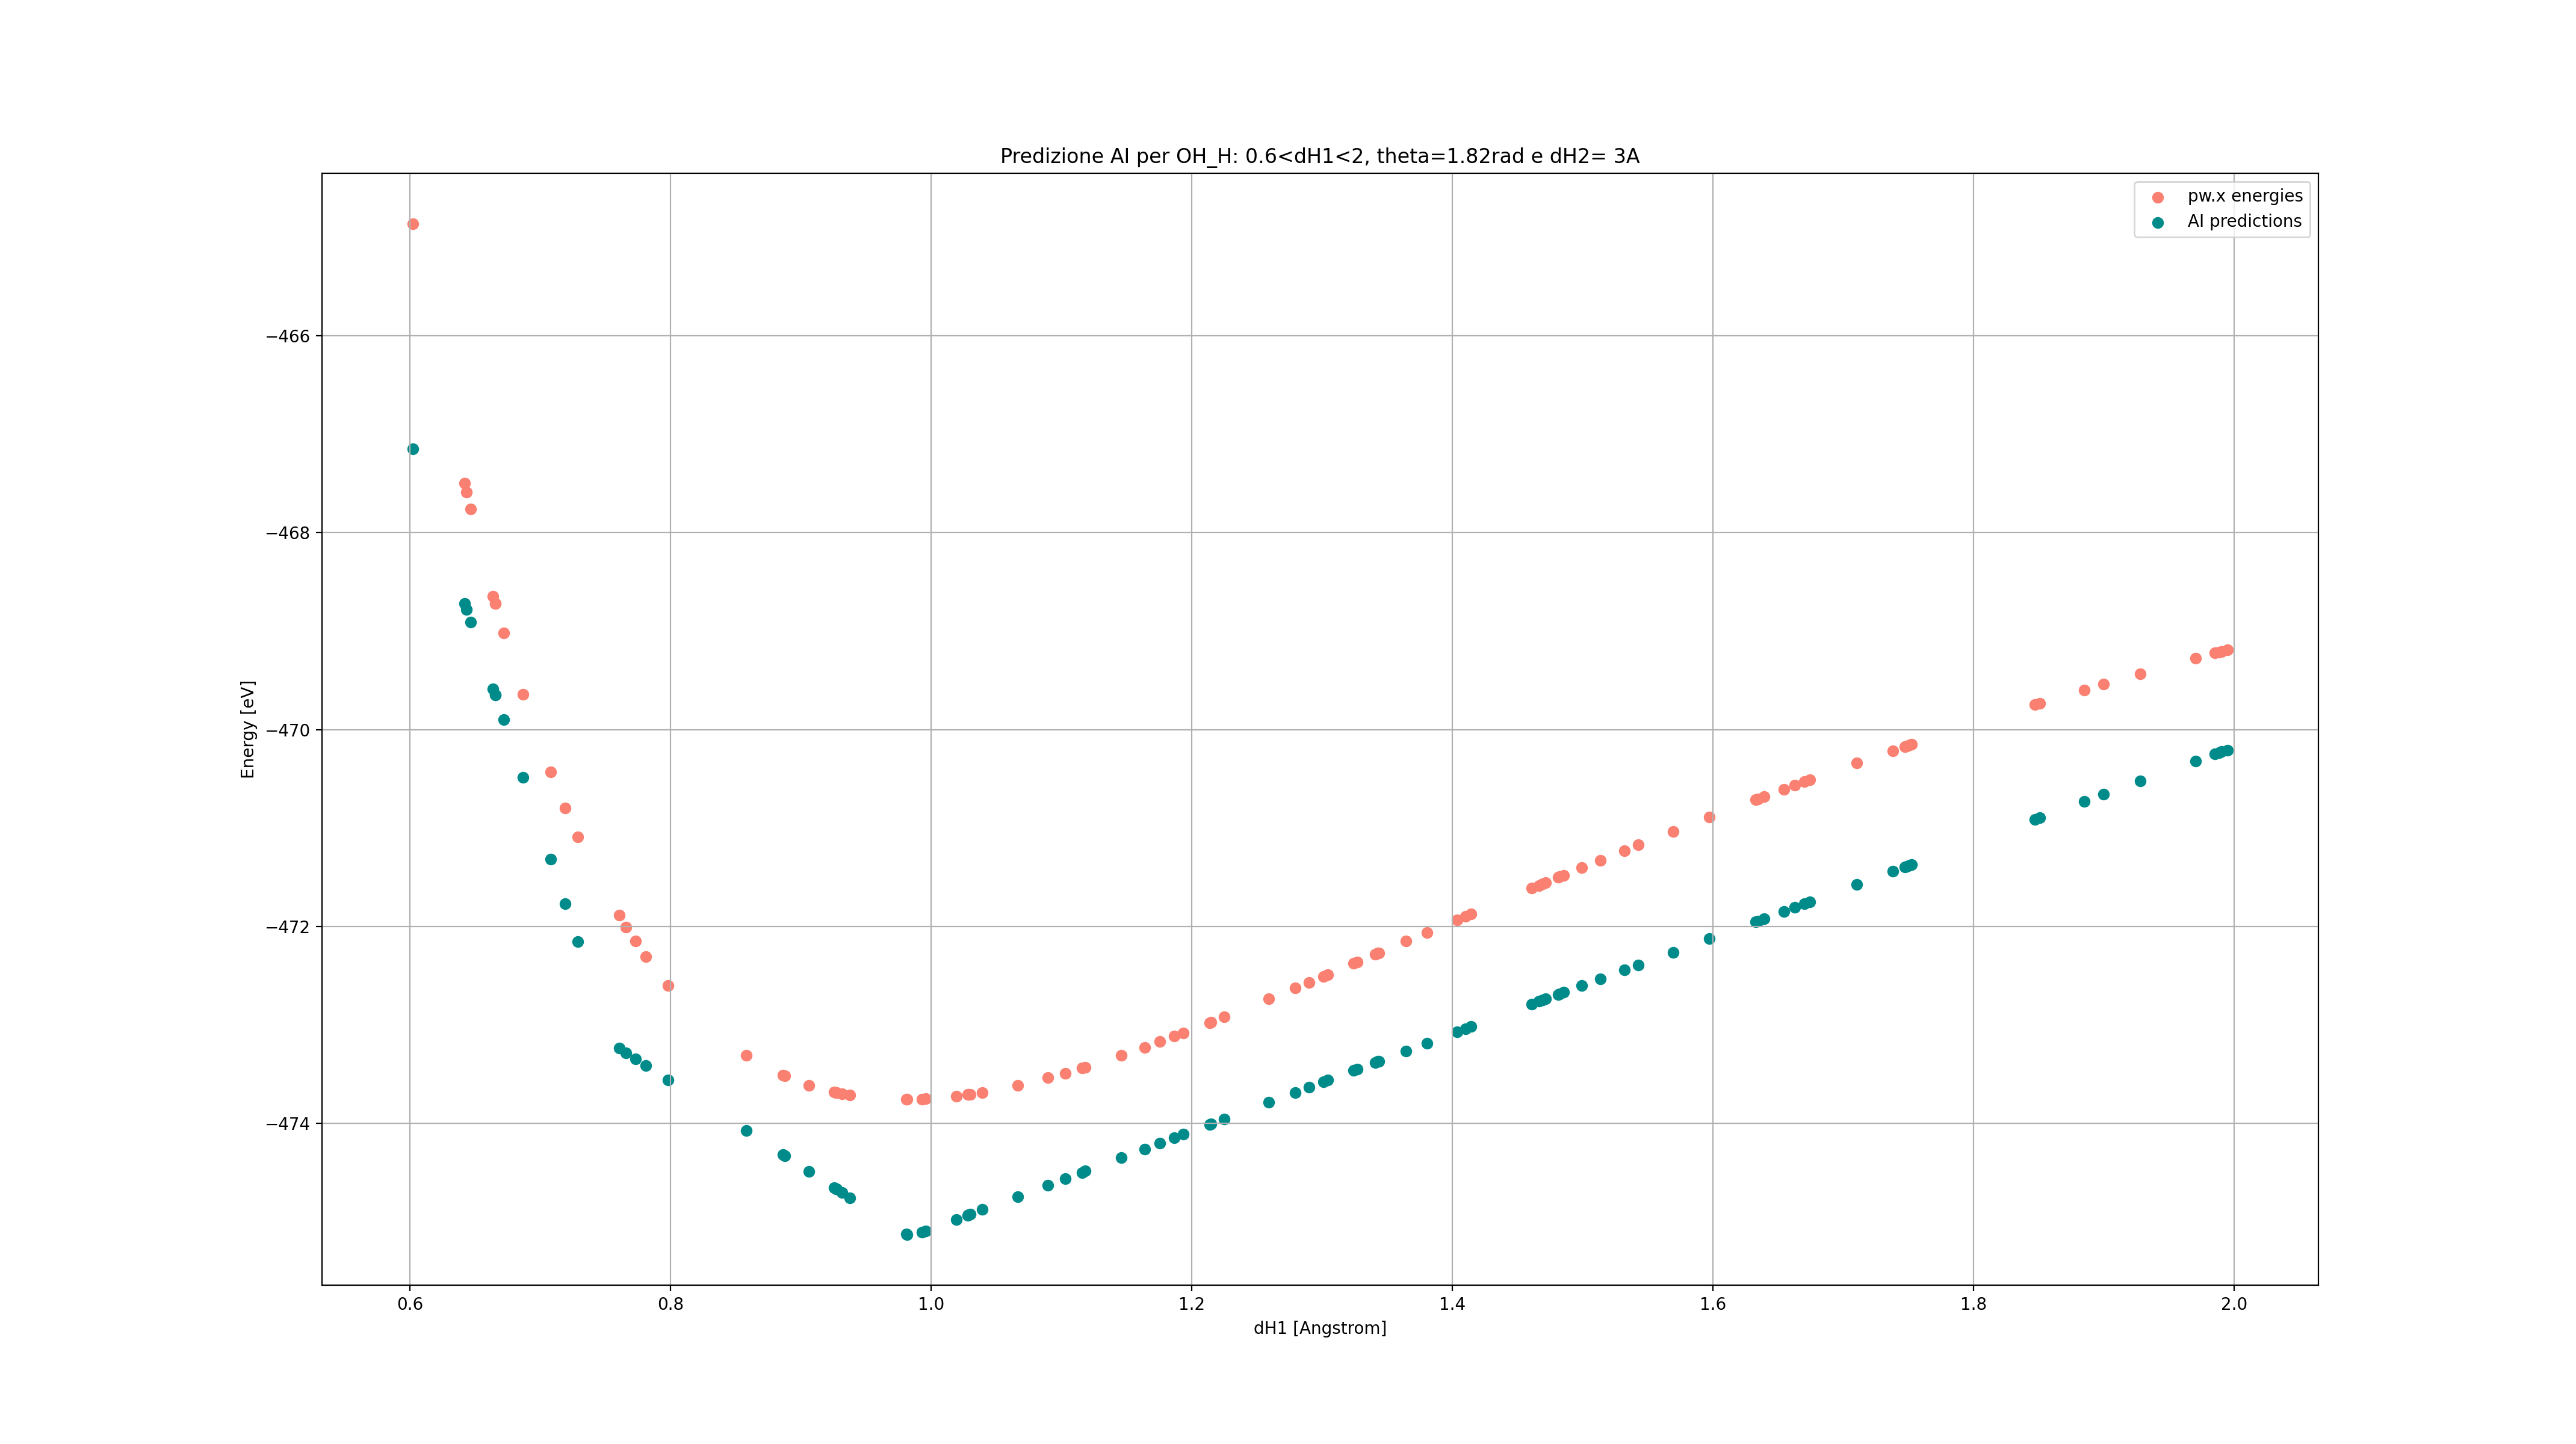 Predizione AI per OH_H: 0.6<dH1<2, theta=1.82rad e dH2= 3A
pw.x energies
AI predictions
Energy [eV]
−466
−468
−470
−472
−474
0.6
0.8
1.0
1.2
1.4
1.6
1.8
2.0
dH1 [Angstrom]